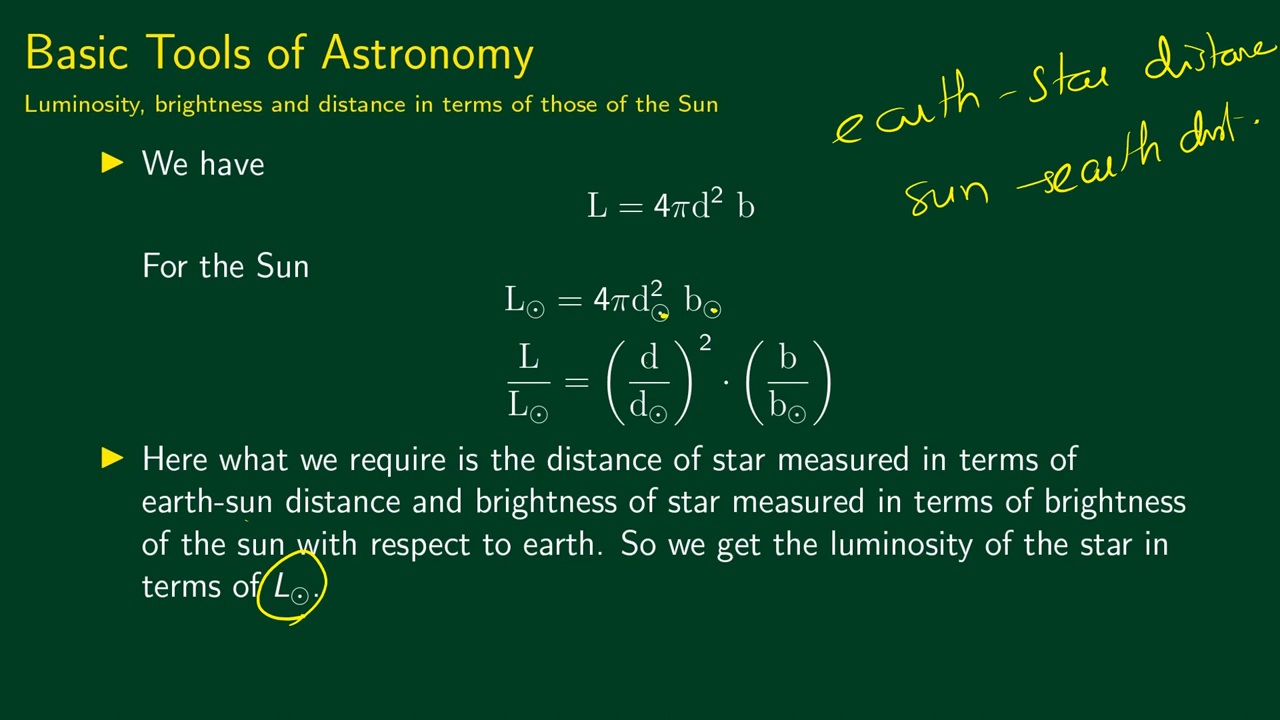 Basic Tools of Astronomy
Luminosity, brightness and distance in terms of those of the Sun
earth - star distance
sun - earth dist.
▶ We have
L = 4πd² b
For the Sun
L⊙ = 4πd⊙² b⊙
L/L⊙ = (d/d⊙)² · (b/b⊙)
▶ Here what we require is the distance of star measured in terms of
earth-sun distance and brightness of star measured in terms of brightness
of the sun with respect to earth. So we get the luminosity of the star in
terms of L⊙.